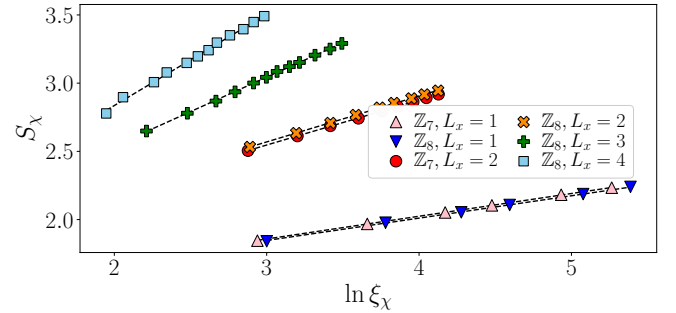 3.5
3.0
2.5
2.0
S_χ
ℤ₇, Lₓ = 1
ℤ₈, Lₓ = 1
ℤ₇, Lₓ = 2
ℤ₈, Lₓ = 2
ℤ₈, Lₓ = 3
ℤ₈, Lₓ = 4
2 3 4 5
ln ξ_χ